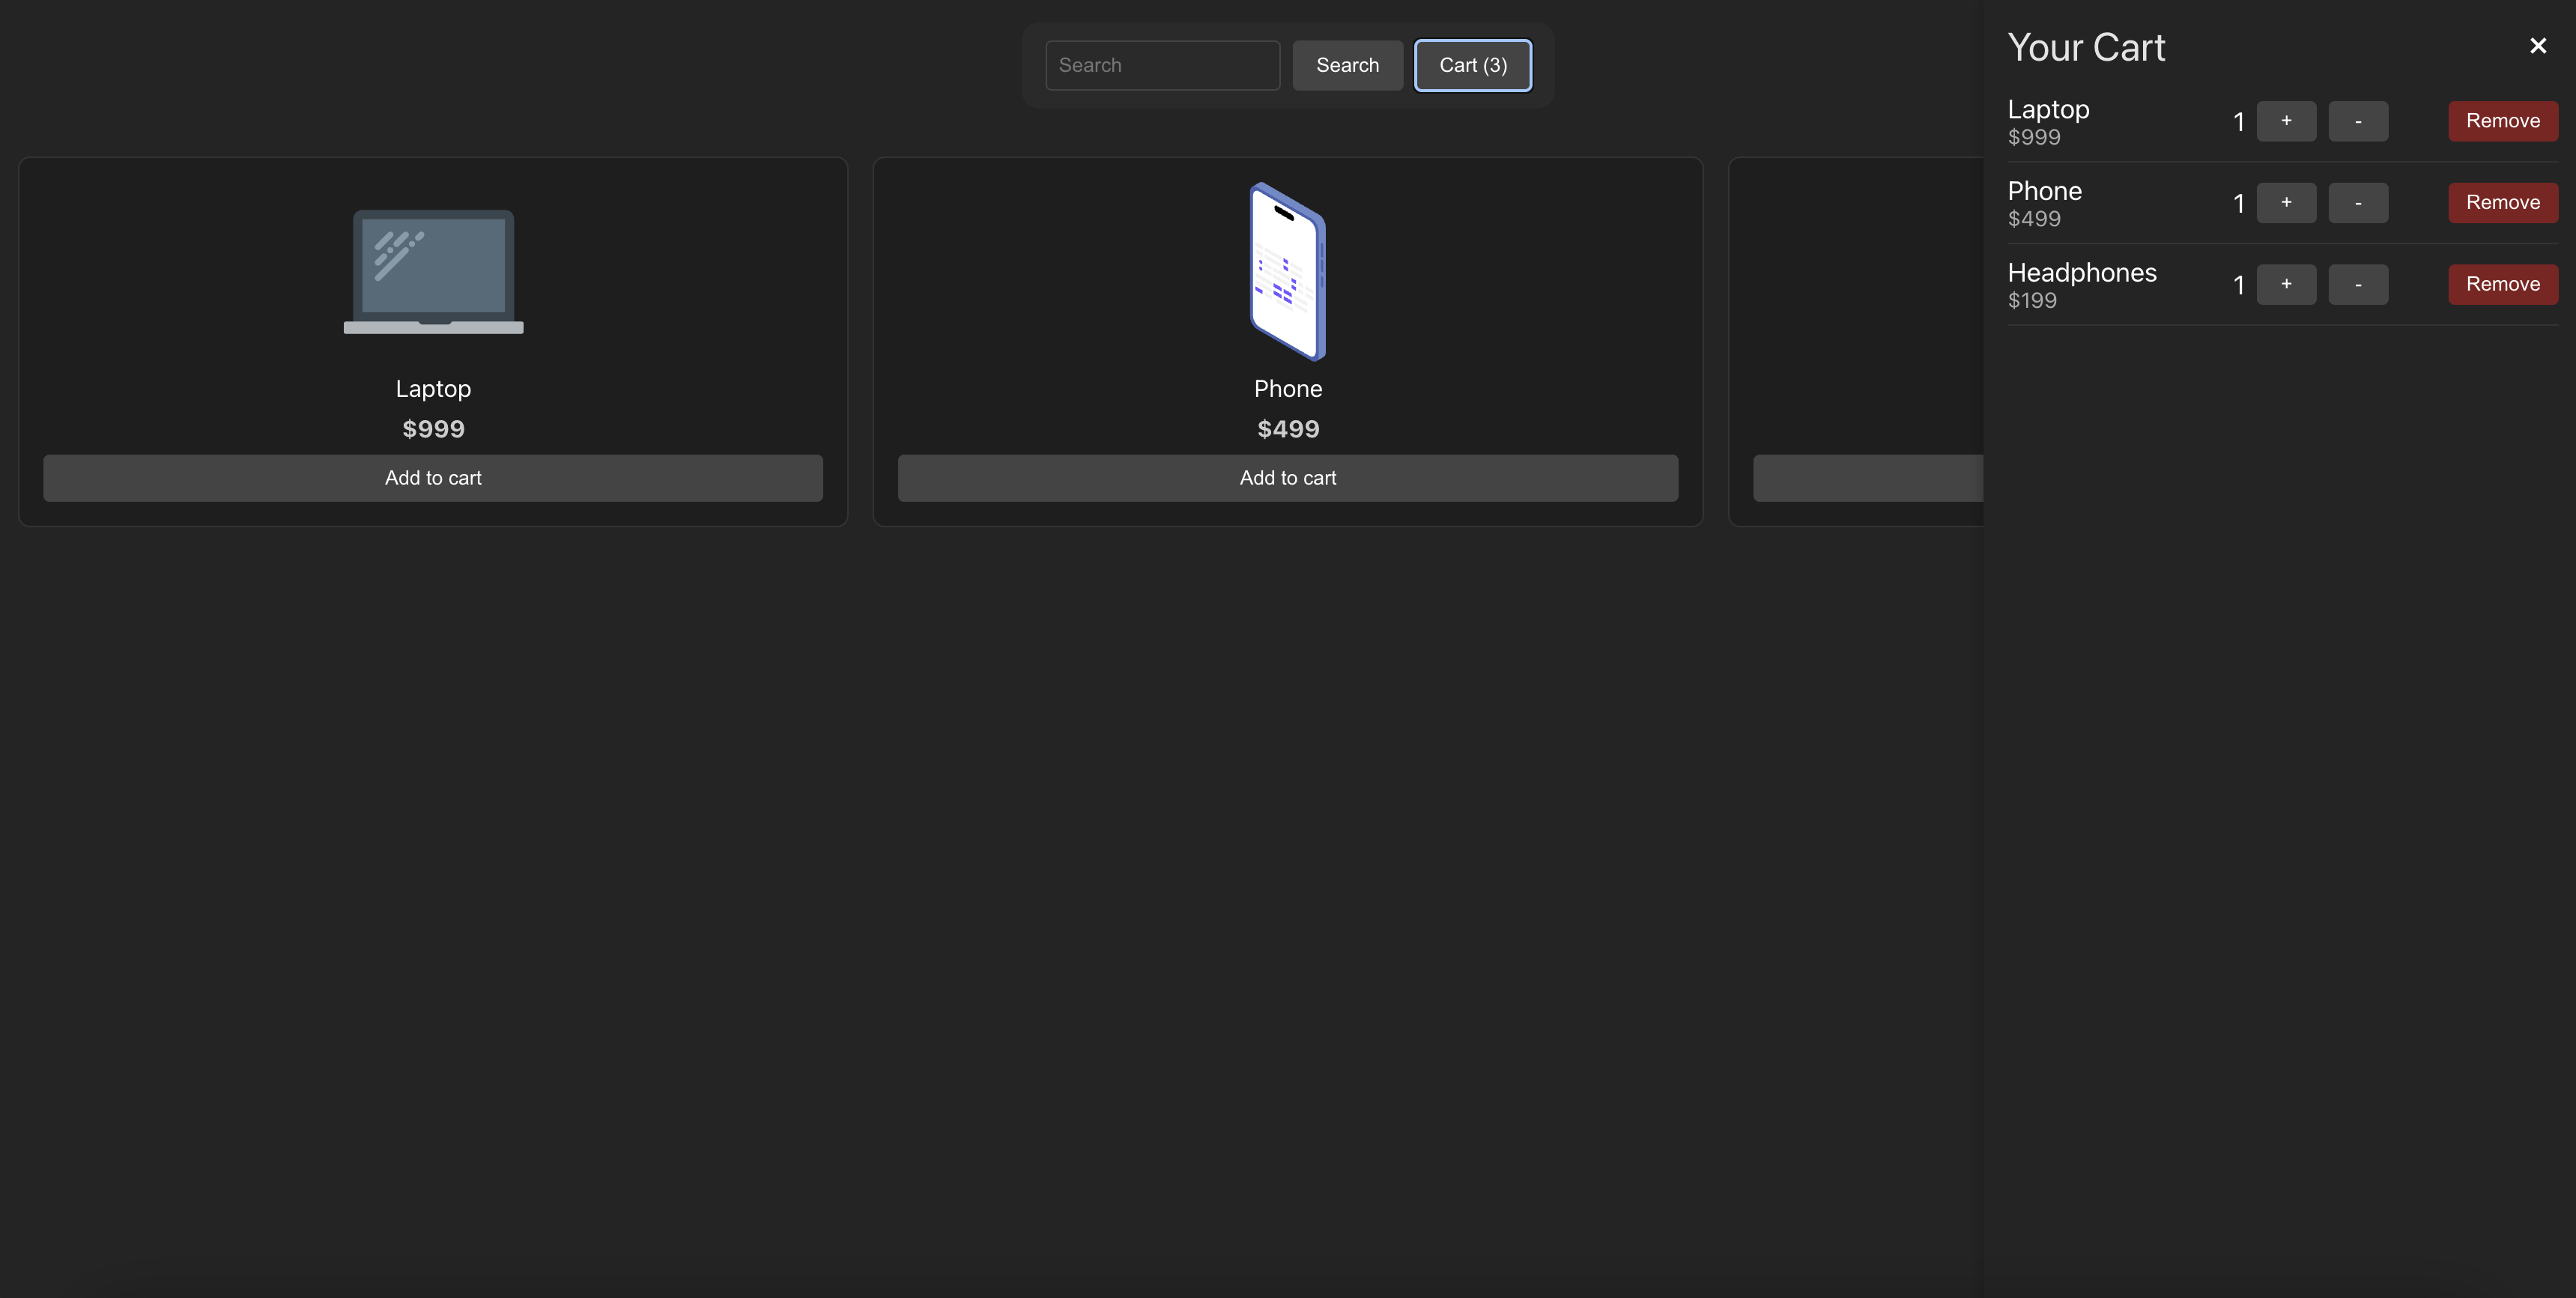 Search
Search
Cart (3)
Laptop
$999
Add to cart
Phone
$499
Add to cart
Your Cart
×
Laptop
$999
1 + - Remove
Phone
$499
1 + - Remove
Headphones
$199
1 + - Remove